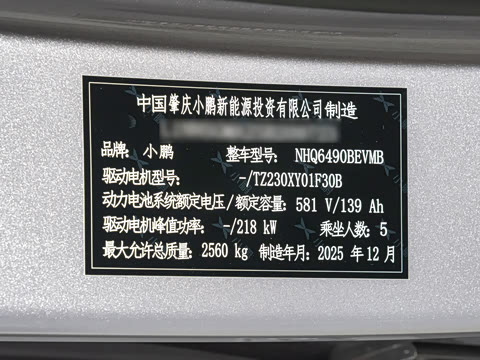 中国肇庆小鹏新能源投资有限公司制造
品牌： 小鹏 整车型号： NHQ6490BEVMB
驱动电机型号： -/TZ230XY01F30B
动力电池系统额定电压/额定容量：581 V/139 Ah
驱动电机峰值功率： -/218 kW 乘坐人数：5
最大允许总质量：2560 kg 制造年月：2025 年 12 月